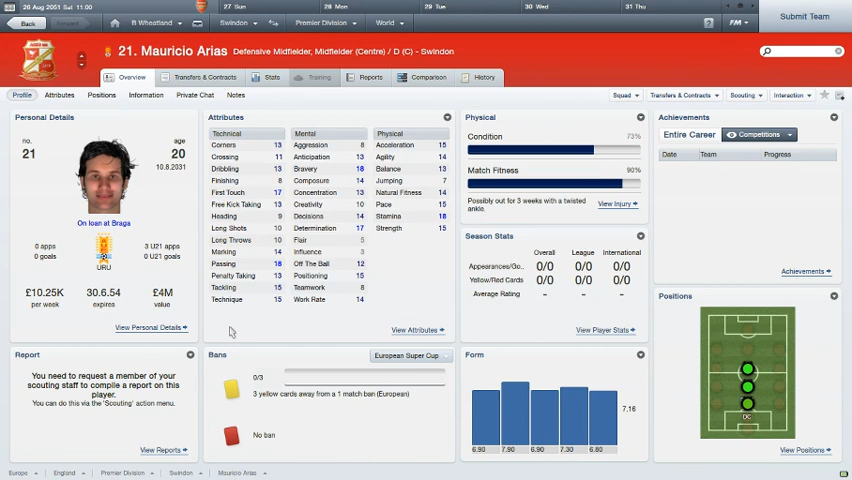 26 Aug 2051 Sat 11:00 27 Sun 28 Mon 29 Tue 30 Wed 31 Thu
Back Forward B Wheatland Swindon Premier Division World ? FM Submit Team
21. Mauricio Arias Defensive Midfielder, Midfielder (Centre) / D (C) - Swindon
Overview Transfers & Contracts Stats Training Reports Comparison History
Profile Attributes Positions Information Private Chat Notes Squad Transfers & Contracts Scouting Interaction
Personal Details
no.
21
age
20
10.8.2031
On loan at Braga
0 apps
0 goals
URU
3 U21 apps
0 U21 goals
£10.25K
per week
30.6.54
expires
£4M
value
View Personal Details
Attributes
Technical Mental Physical
Corners 13 Aggression 8 Acceleration 15
Crossing 11 Anticipation 13 Agility 14
Dribbling 13 Bravery 18 Balance 13
Finishing 8 Composure 14 Jumping 7
First Touch 17 Concentration 13 Natural Fitness 14
Free Kick Taking 13 Creativity 10 Pace 15
Heading 9 Decisions 14 Stamina 18
Long Shots 10 Determination 17 Strength 15
Long Throws 10 Flair 5
Marking 14 Influence 3
Passing 18 Off The Ball 12
Penalty Taking 13 Positioning 15
Tackling 15 Teamwork 8
Technique 15 Work Rate 14
View Attributes
Physical
Condition 73%
Match Fitness 90%
Possibly out for 3 weeks with a twisted
ankle.
View Injury
Season Stats
Overall League International
Appearances/Go.. 0/0 0/0 0/0
Yellow/Red Cards 0/0 0/0 0/0
Average Rating - - -
View Player Stats
Achievements
Entire Career Competitions
Date Team Progress
Achievements
Positions
DC
View Positions
Report
You need to request a member of your
scouting staff to compile a report on this
player.
You can do this via the 'Scouting' action menu.
View Reports
Bans
European Super Cup
0/3
3 yellow cards away from a 1 match ban (European)
No ban
Form
7.16
6.90 7.90 6.90 7.30 6.80
Europe England Premier Division Swindon Mauricio Arias